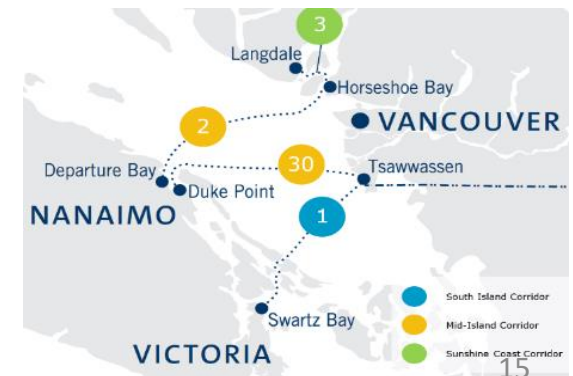 3
Langdale
Horseshoe Bay
2
VANCOUVER
30
Departure Bay
Tsawwassen
Duke Point
NANAIMO
1
South Island Corridor
Swartz Bay
Mid-Island Corridor
VICTORIA
Sunshine Coast Corridor
15